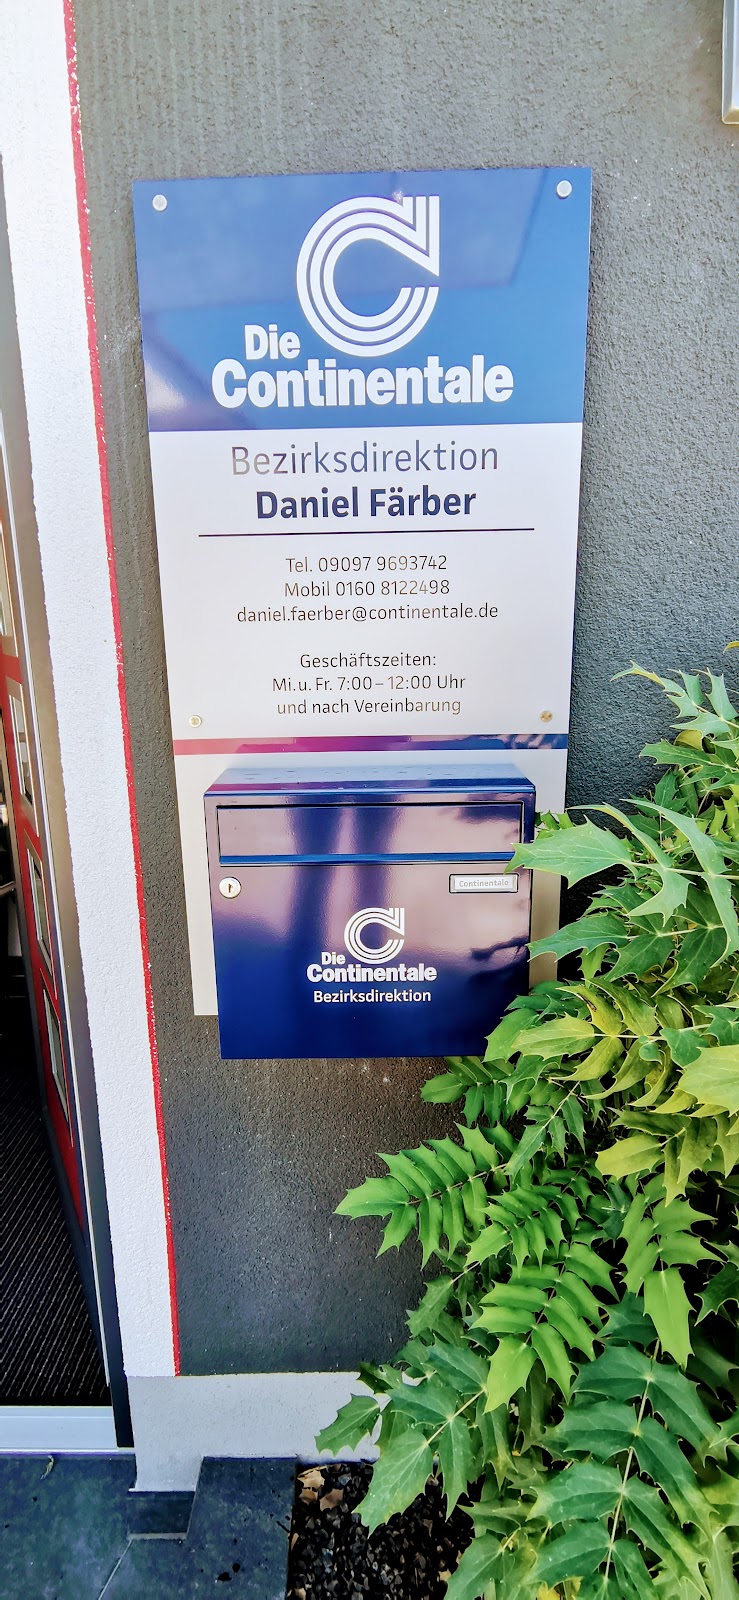 Die
Continentale
Bezirksdirektion
Daniel Färber
Tel. 09097 9693742
Mobil 0160 8122498
daniel.faerber@continentale.de
Geschäftszeiten:
Mi. u. Fr. 7:00 – 12:00 Uhr
und nach Vereinbarung
Continentale
Die
Continentale
Bezirksdirektion